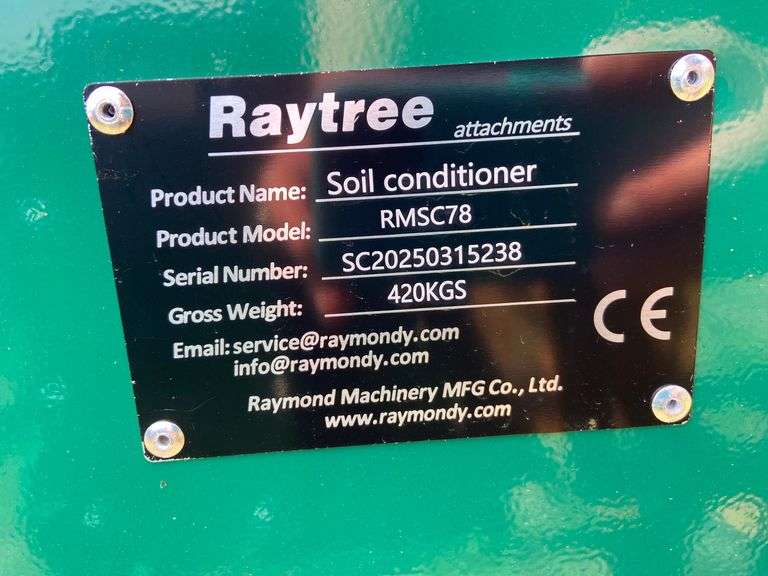 Raytree attachments
Product Name: Soil conditioner
Product Model: RMSC78
Serial Number: SC20250315238
Gross Weight: 420KGS
CE
Email: service@raymondy.com
info@raymondy.com
Raymond Machinery MFG Co., Ltd.
www.raymondy.com